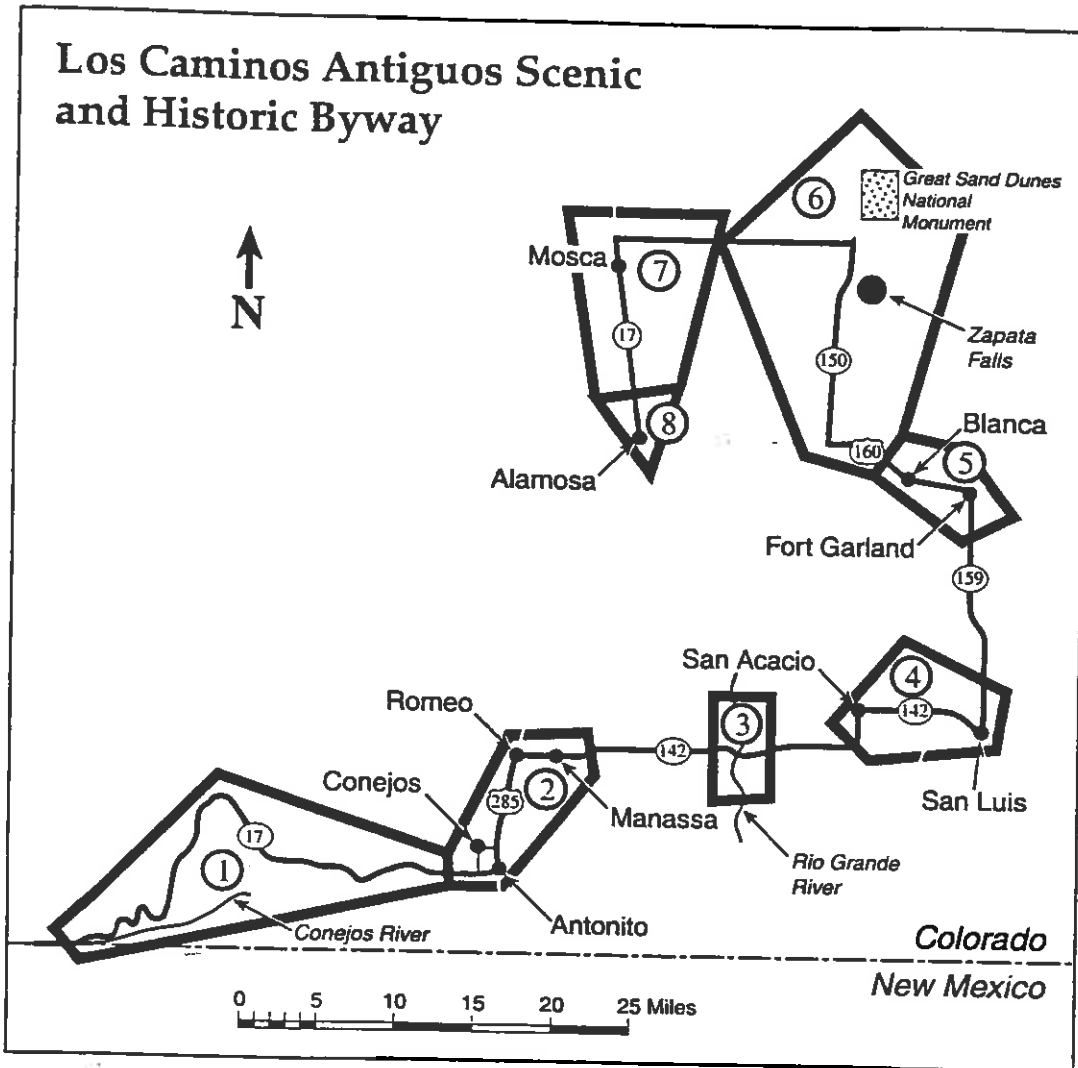 Los Caminos Antiguos Scenic
and Historic Byway
6
Great Sand Dunes
National
Monument
N
Mosca
7
17
Zapata
Falls
150
8
Blanca
160
5
Alamosa
Fort Garland
159
San Acacio
4
Romeo
3
142
142
Conejos
285
2
Manassa
San Luis
17
1
Rio Grande
River
Antonito
Conejos River
Colorado
New Mexico
0 5 10 15 20 25 Miles